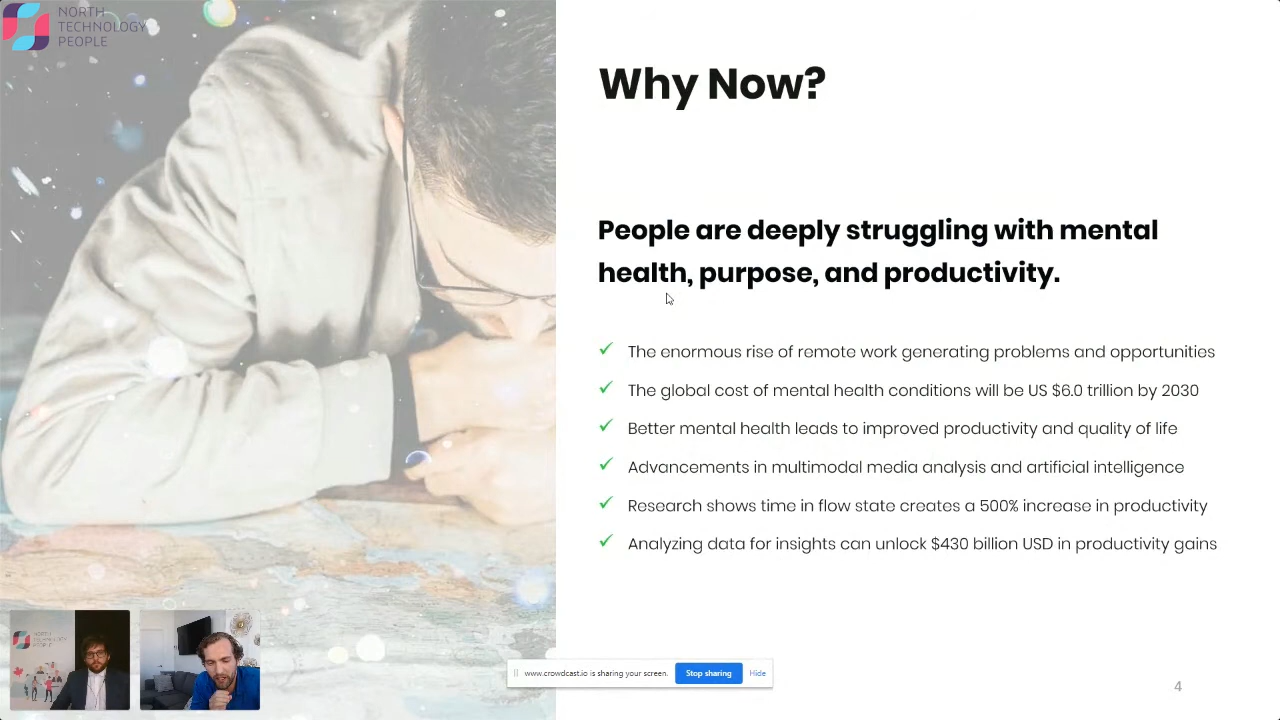 NORTH
TECHNOLOGY
PEOPLE
Why Now?
People are deeply struggling with mental
health, purpose, and productivity.
The enormous rise of remote work generating problems and opportunities
The global cost of mental health conditions will be US $6.0 trillion by 2030
Better mental health leads to improved productivity and quality of life
Advancements in multimodal media analysis and artificial intelligence
Research shows time in flow state creates a 500% increase in productivity
Analyzing data for insights can unlock $430 billion USD in productivity gains
NORTH
TECHNOLOGY
PEOPLE
www.crowdcast.io is sharing your screen.
Stop sharing
Hide
4